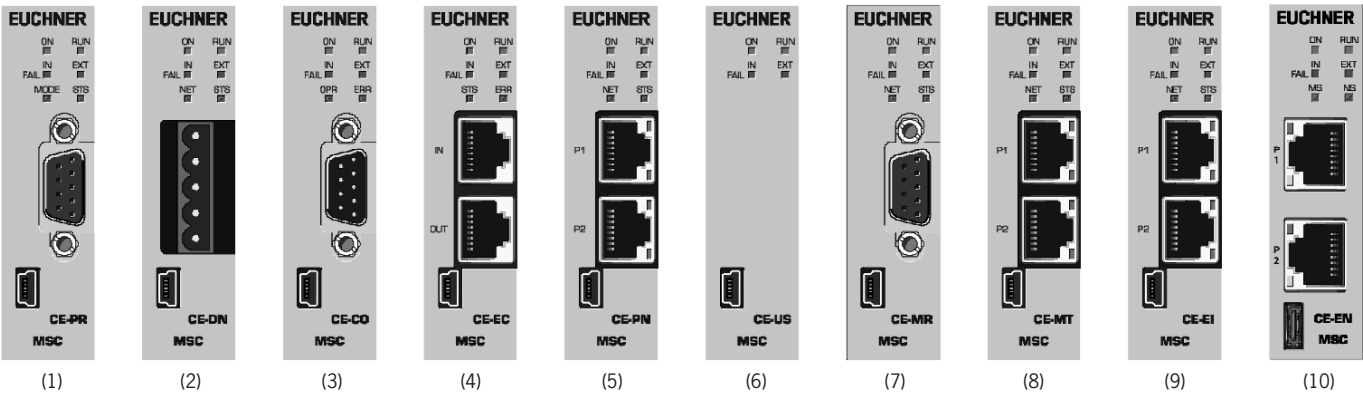 EUCHNER
ON RUN
IN EXT
FAIL
MODE STS
CE-PR
MSC
(1)
EUCHNER
ON RUN
IN EXT
FAIL
NET STS
CE-DN
MSC
(2)
EUCHNER
ON RUN
IN EXT
FAIL
OPR ERR
CE-CO
MSC
(3)
EUCHNER
ON RUN
IN EXT
FAIL
STS ERR
IN
OUT
CE-EC
MSC
(4)
EUCHNER
ON RUN
IN EXT
FAIL
NET STS
P1
P2
CE-PN
MSC
(5)
EUCHNER
ON RUN
IN EXT
FAIL
CE-US
MSC
(6)
EUCHNER
ON RUN
IN EXT
FAIL
NET STS
CE-MR
MSC
(7)
EUCHNER
ON RUN
IN EXT
FAIL
NET STS
P1
P2
CE-MT
MSC
(8)
EUCHNER
ON RUN
IN EXT
FAIL
NET STS
P1
P2
CE-EI
MSC
(9)
EUCHNER
ON RUN
IN EXT
FAIL
MS NS
P
1
P
2
CE-EN
MSC
(10)